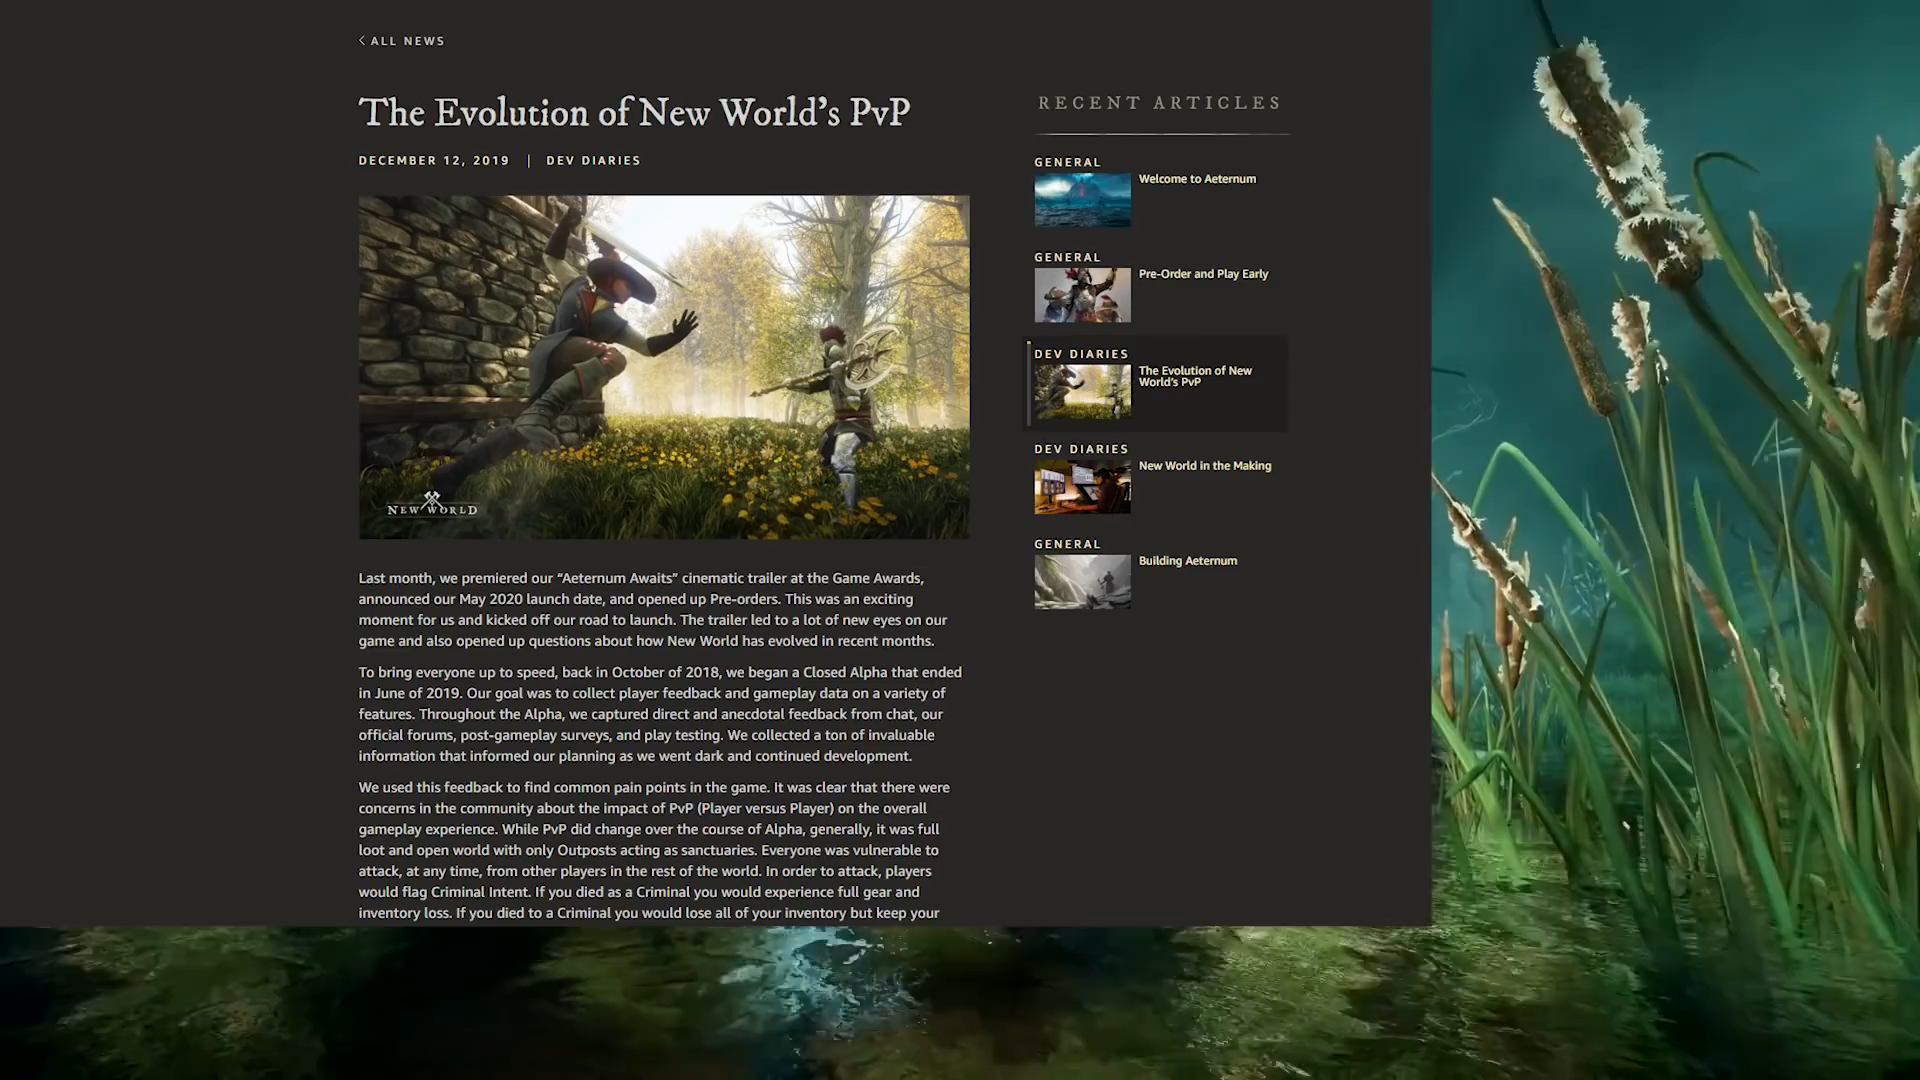 ALL NEWS
The Evolution of New World's PvP
DECEMBER 12, 2019 | DEV DIARIES
NEW WORLD
Last month, we premiered our “Aeternum Awaits” cinematic trailer at the Game Awards,
announced our May 2020 launch date, and opened up Pre-orders. This was an exciting
moment for us and kicked off our road to launch. The trailer led to a lot of new eyes on our
game and also opened up questions about how New World has evolved in recent months.
To bring everyone up to speed, back in October of 2018, we began a Closed Alpha that ended
in June of 2019. Our goal was to collect player feedback and gameplay data on a variety of
features. Throughout the Alpha, we captured direct and anecdotal feedback from chat, our
official forums, post-gameplay surveys, and play testing. We collected a ton of invaluable
information that informed our planning as we went dark and continued development.
We used this feedback to find common pain points in the game. It was clear that there were
concerns in the community about the impact of PvP (Player versus Player) on the overall
gameplay experience. While PvP did change over the course of Alpha, generally, it was full
loot and open world with only Outposts acting as sanctuaries. Everyone was vulnerable to
attack, at any time, from other players in the rest of the world. In order to attack, players
would flag Criminal Intent. If you died as a Criminal you would experience full gear and
inventory loss. If you died to a Criminal you would lose all of your inventory but keep your
RECENT ARTICLES
GENERAL
Welcome to Aeternum
GENERAL
Pre-Order and Play Early
DEV DIARIES
The Evolution of New
World's PvP
DEV DIARIES
New World in the Making
GENERAL
Building Aeternum